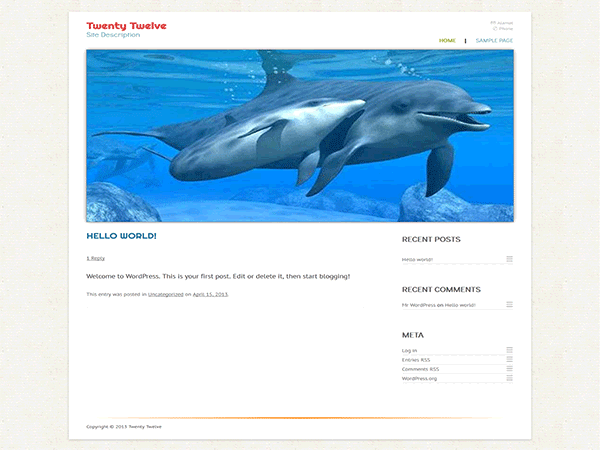 Twenty Twelve
Site Description
HOME
SAMPLE PAGE
HELLO WORLD!
1 Reply
Welcome to WordPress. This is your first post. Edit or delete it, then start blogging!
This entry was posted in Uncategorized on April 15, 2013.
RECENT POSTS
Hello world!
RECENT COMMENTS
Mr WordPress on Hello world!
META
Log in
Entries RSS
Comments RSS
WordPress.org
Copyright © 2013 Twenty Twelve